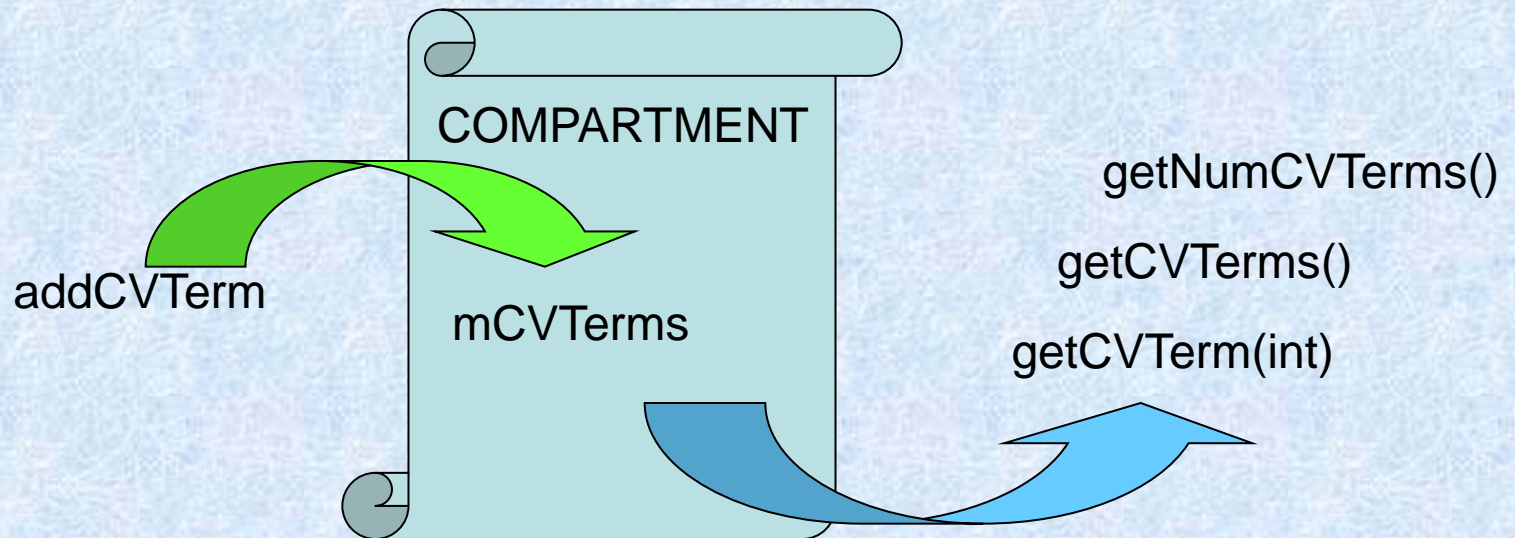 COMPARTMENT
getNumCVTerms()
getCVTerms()
addCVTerm
mCVTerms
getCVTerm(int)